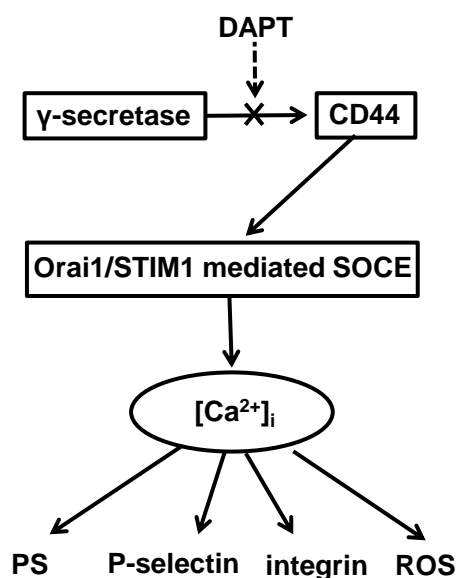 DAPT
γ-secretase CD44
Orai1/STIM1 mediated SOCE
[Ca²⁺]ᵢ
PS P-selectin integrin ROS